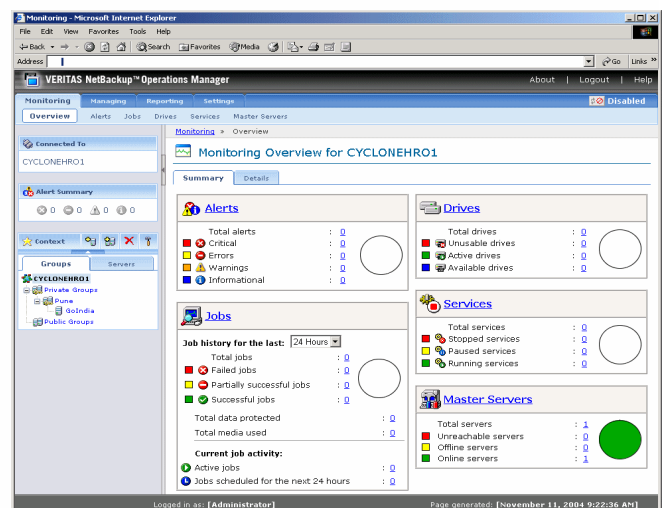 Monitoring - Microsoft Internet Explorer
File Edit View Favorites Tools Help
Back Search Favorites Media
Address Go Links »
VERITAS NetBackup™ Operations Manager About | Logout | Help
Monitoring Managing Reporting Settings Disabled
Overview Alerts Jobs Drives Services Master Servers
Monitoring » Overview
Connected To
CYCLONEHRO1
Alert Summary
0 0 0 0
Context
Groups Servers
CYCLONEHRO1
Private Groups
Pune
GoIndia
Public Groups
Monitoring Overview for CYCLONEHRO1
Summary Details
Alerts
Total alerts : 0
Critical : 0
Errors : 0
Warnings : 0
Informational : 0
Jobs
Job history for the last: 24 Hours
Total jobs : 0
Failed jobs : 0
Partially successful jobs : 0
Successful jobs : 0
Total data protected : 0
Total media used : 0
Current job activity:
Active jobs : 0
Jobs scheduled for the next 24 hours : 0
Drives
Total drives : 0
Unusable drives : 0
Active drives : 0
Available drives : 0
Services
Total services : 0
Stopped services : 0
Paused services : 0
Running services : 0
Master Servers
Total servers : 1
Unreachable servers : 0
Offline servers : 0
Online servers : 1
Logged in as: [Administrator] Page generated: [November 11, 2004 9:22:36 AM]